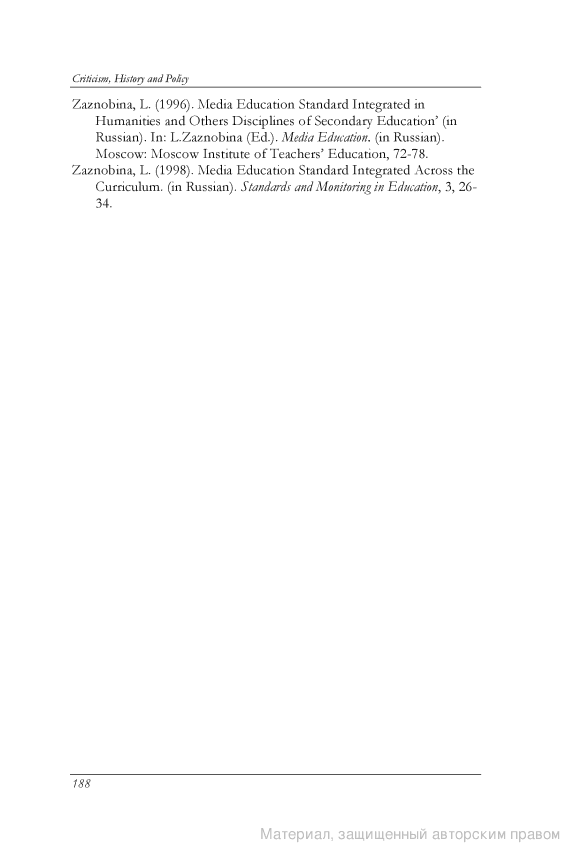 Criticism, History and Policy
Zaznobina, L. (1996). Media Education Standard Integrated in
Humanities and Others Disciplines of Secondary Education’ (in
Russian). In: L.Zaznobina (Ed.). Media Education. (in Russian).
Moscow: Moscow Institute of Teachers’ Education, 72-78.
Zaznobina, L. (1998). Media Education Standard Integrated Across the
Curriculum. (in Russian). Standards and Monitoring in Education, 3, 26-
34.
188
Материал, защищенный авторским правом